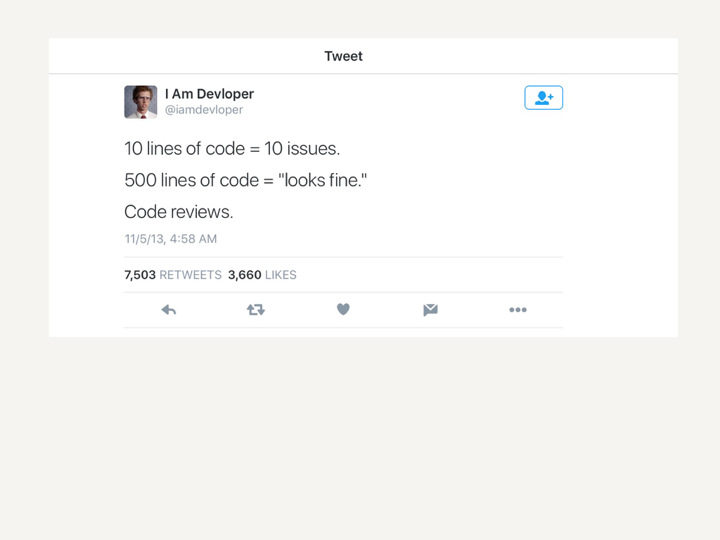 Tweet
I Am Devloper
@iamdevloper
10 lines of code = 10 issues.
500 lines of code = "looks fine."
Code reviews.
11/5/13, 4:58 AM
7,503 RETWEETS 3,660 LIKES